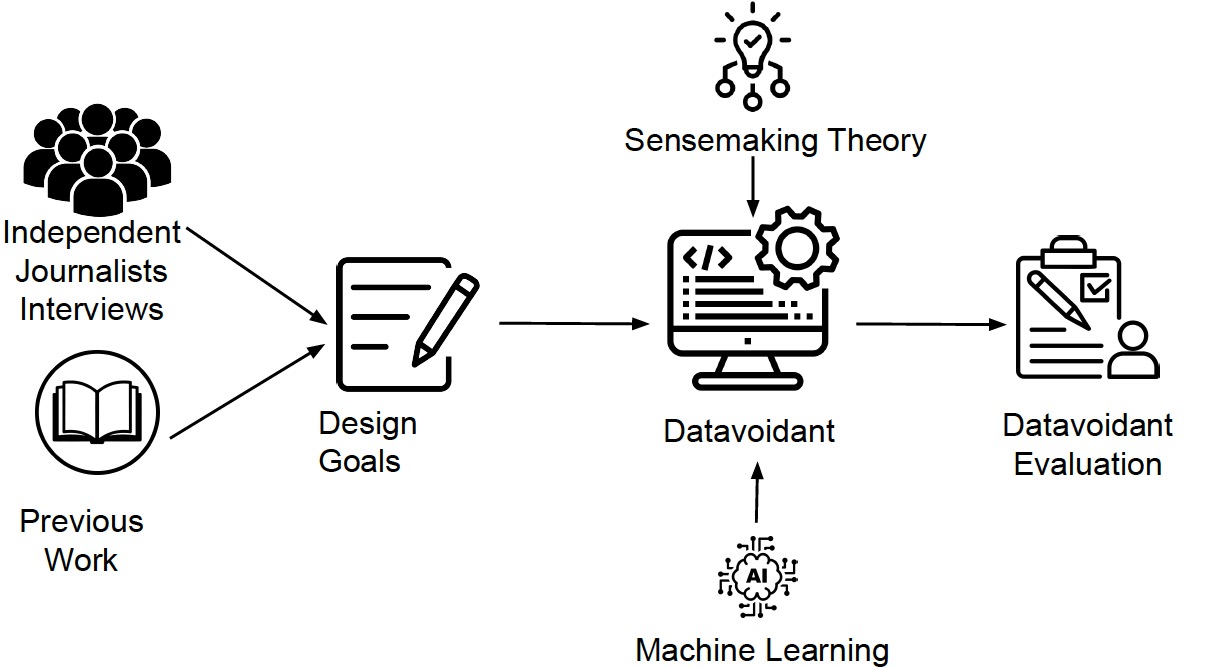 Sensemaking Theory
Independent
Journalists
Interviews
</>
Design
Goals
Datavoidant
Datavoidant
Evaluation
Previous
Work
AI
Machine Learning